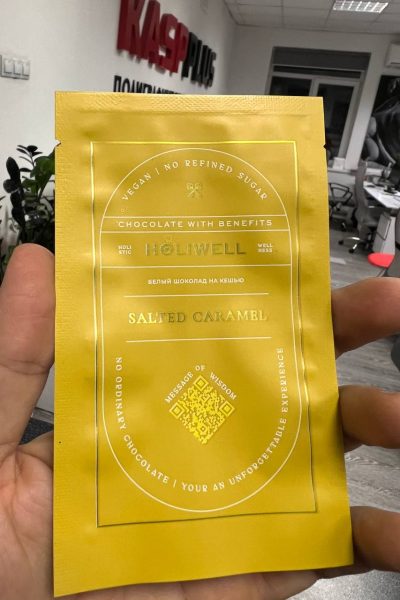 KASPPLUS
VEGAN | NO REFINED SUGAR
CHOCOLATE WITH BENEFITS
HOLI
STIC
HOLIWELL
WELL
NESS
БЕЛЫЙ ШОКОЛАД НА КЕШЬЮ
SALTED CARAMEL
MESSAGE OF WISDOM
NO ORDINARY CHOCOLATE | YOUR AN UNFORGETTABLE EXPERIENCE